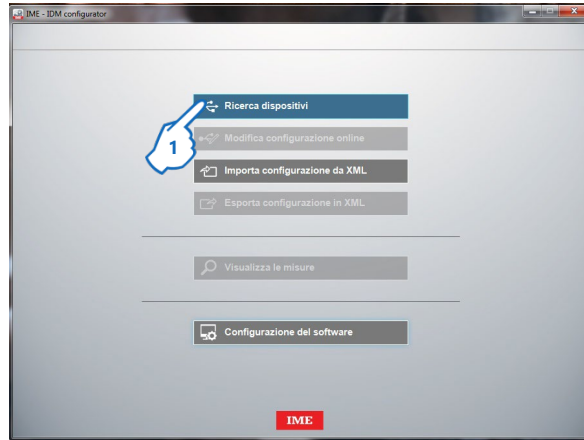 IME - IDM configurator
Ricerca dispositivi
1
Modifica configurazione online
Importa configurazione da XML
Esporta configurazione in XML
Visualizza le misure
Configurazione del software
IME